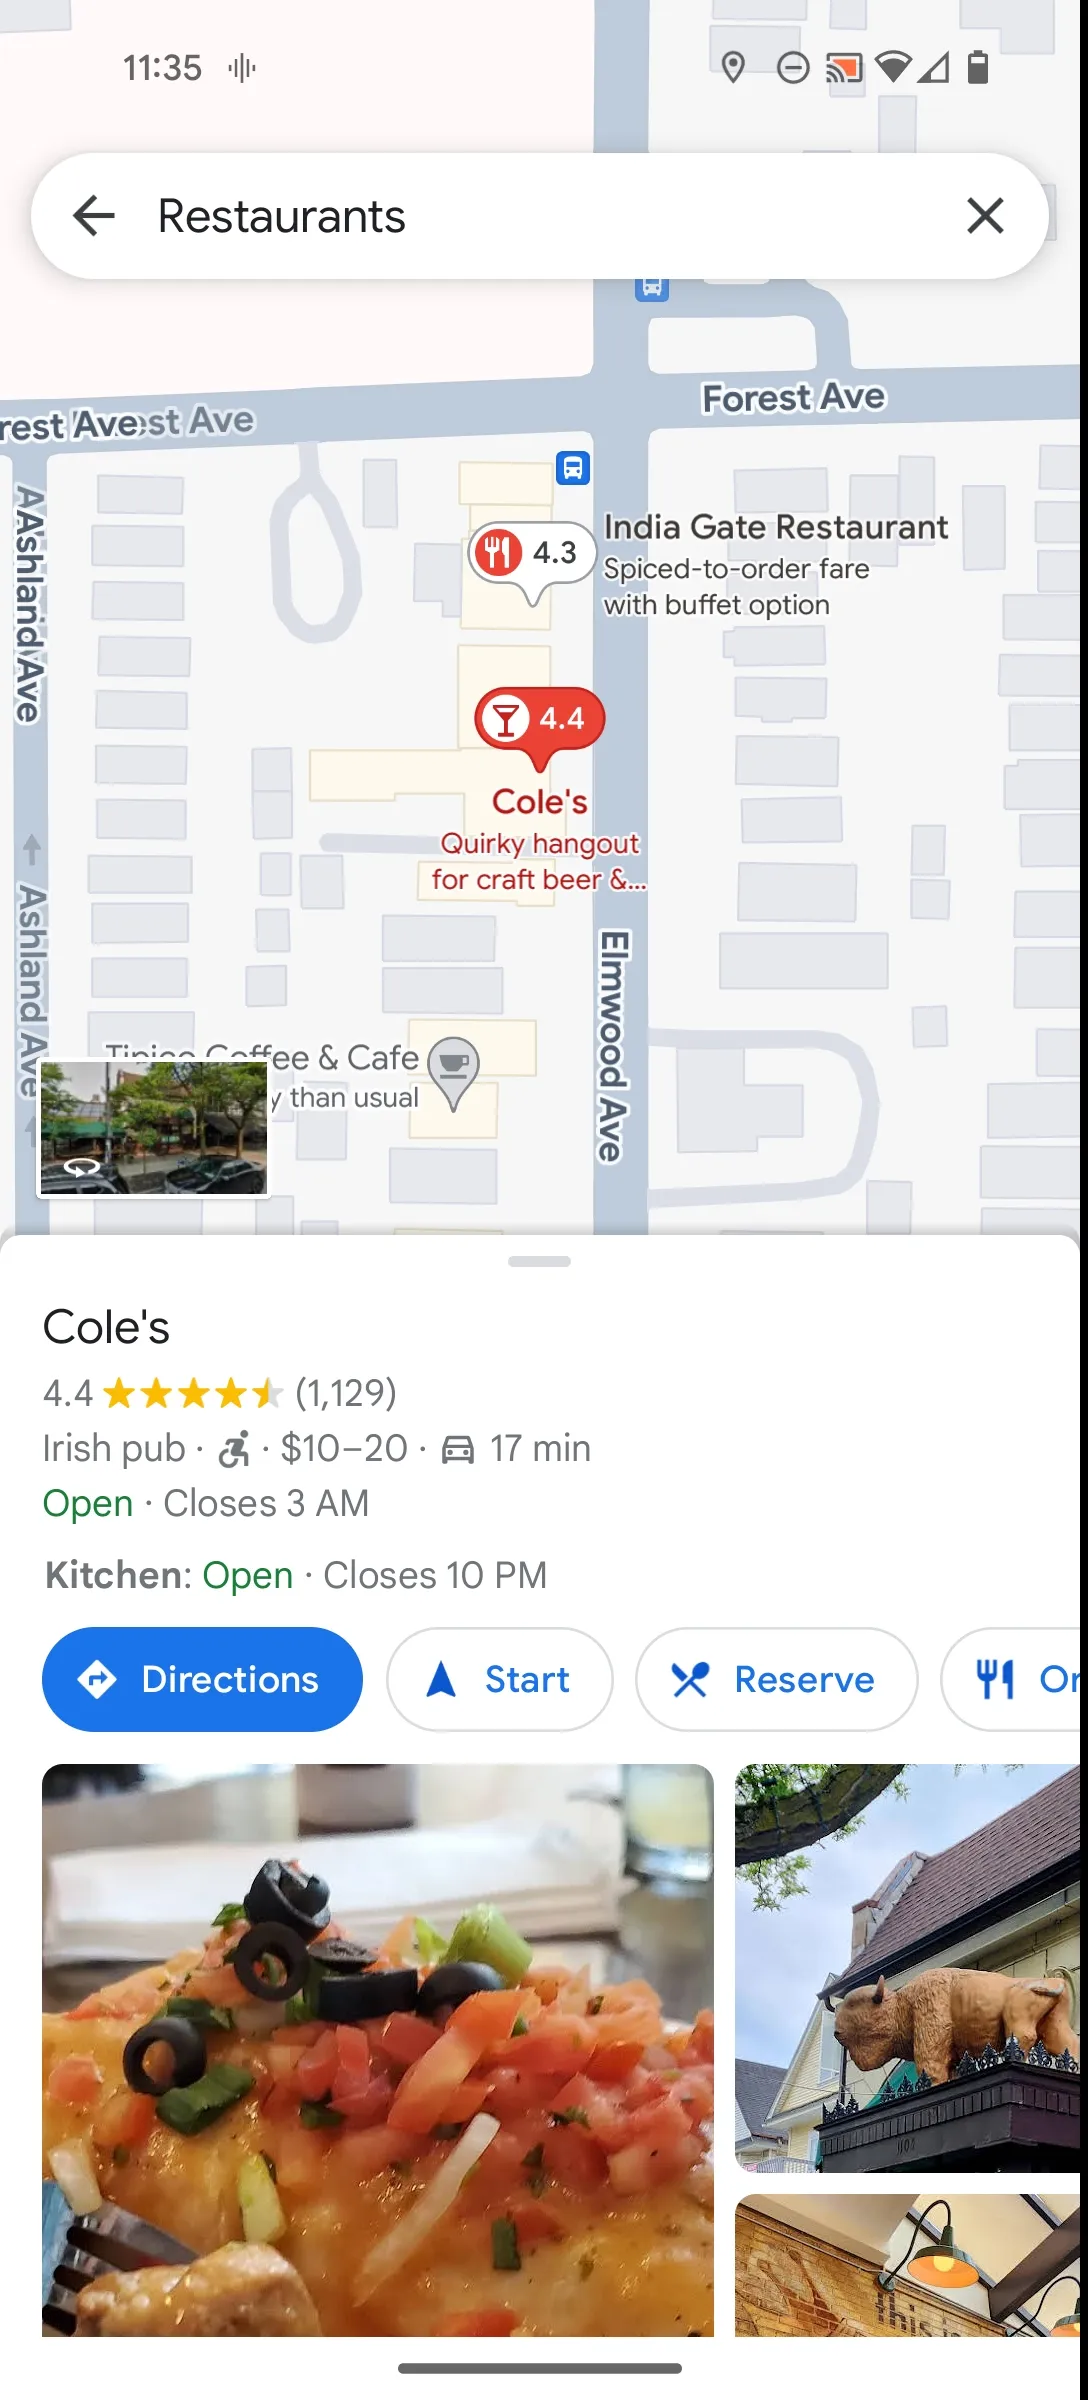 11:35
Restaurants
Forest Ave
rest Ave
est Ave
Ashland Ave
India Gate Restaurant
4.3
Spiced-to-order fare
with buffet option
4.4
Cole's
Quirky hangout
for craft beer &...
Elmwood Ave
Ashland Ave
Tipico Coffee & Cafe
y than usual
Cole's
4.4 (1,129)
Irish pub · · $10–20 · 17 min
Open · Closes 3 AM
Kitchen: Open · Closes 10 PM
Directions
Start
Reserve
Or
this